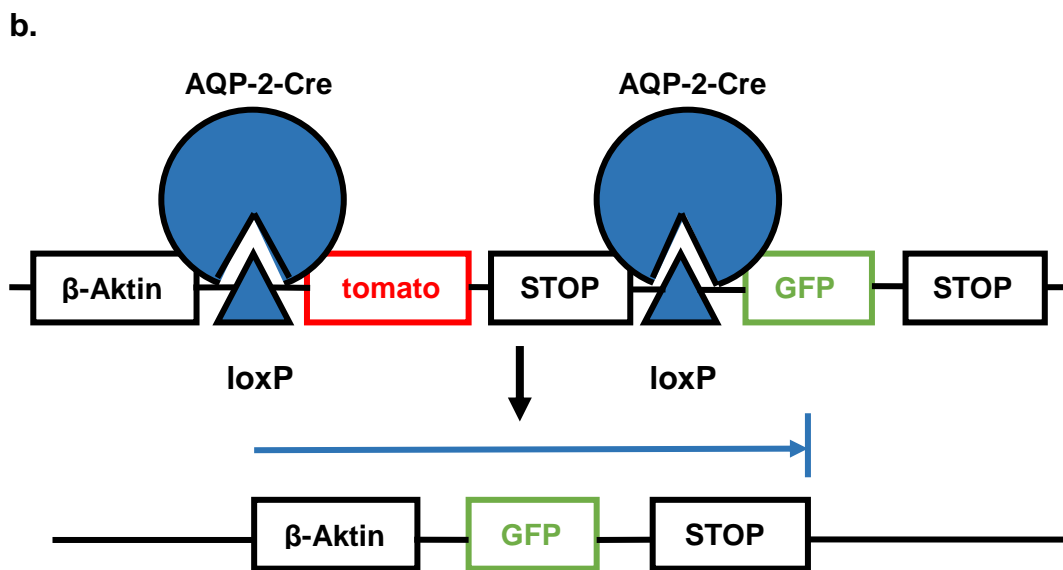 b.
AQP-2-Cre AQP-2-Cre
β-Aktin tomato STOP GFP STOP
loxP loxP
β-Aktin GFP STOP